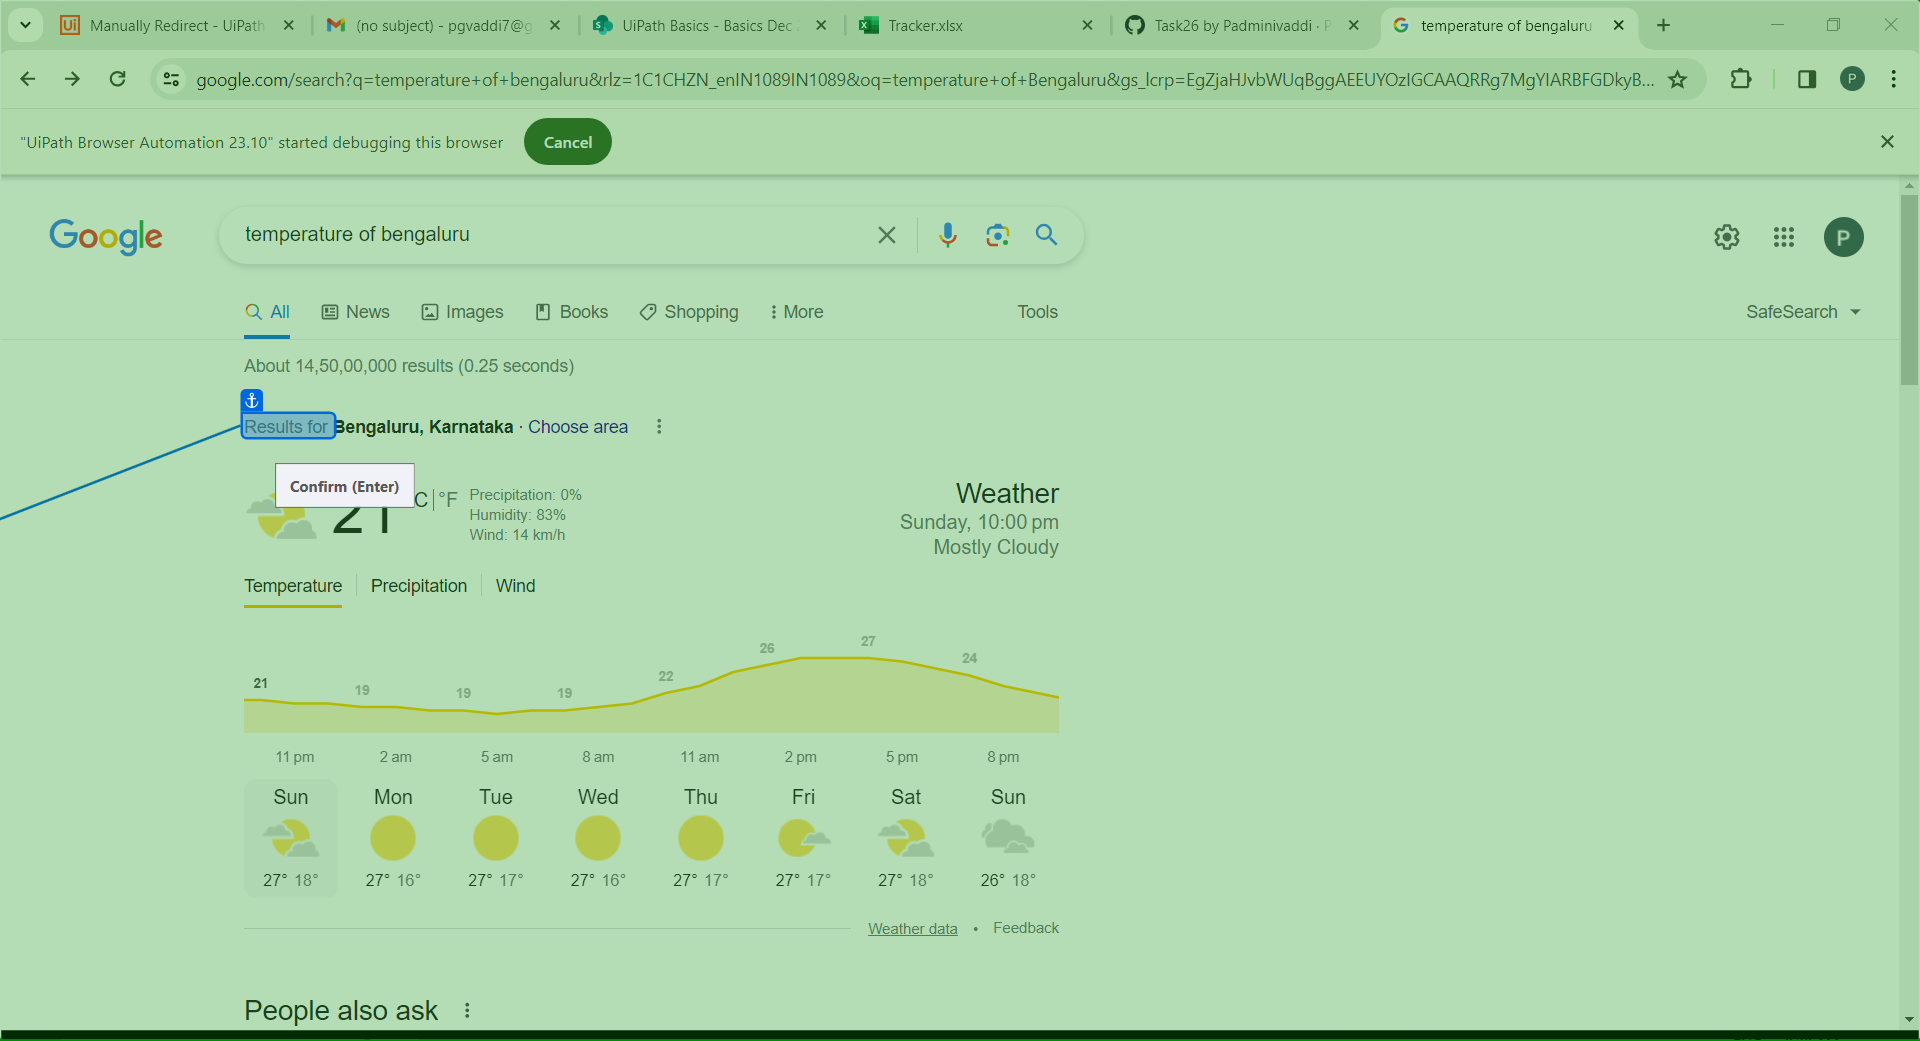 Ui Manually Redirect - UiPath
(no subject) - pgvaddi7@g
UiPath Basics - Basics Dec
Tracker.xlsx
Task26 by Padminivaddi · P
temperature of bengaluru
google.com/search?q=temperature+of+bengaluru&rlz=1C1CHZN_enIN1089IN1089&oq=temperature+of+Bengaluru&gs_lcrp=EgZjaHJvbWUqBggAEEUYOzIGCAAQRRg7MgYIARBFGDkyB...
P
"UiPath Browser Automation 23.10" started debugging this browser
Cancel
Google
temperature of bengaluru
P
All News Images Books Shopping More Tools SafeSearch
About 14,50,00,000 results (0.25 seconds)
Results for Bengaluru, Karnataka · Choose area
Confirm (Enter)
21 C | °F
Precipitation: 0%
Humidity: 83%
Wind: 14 km/h
Weather
Sunday, 10:00 pm
Mostly Cloudy
Temperature Precipitation Wind
21 19 19 19 22 26 27 24
11 pm 2 am 5 am 8 am 11 am 2 pm 5 pm 8 pm
Sun Mon Tue Wed Thu Fri Sat Sun
27° 18° 27° 16° 27° 17° 27° 16° 27° 17° 27° 17° 27° 18° 26° 18°
Weather data • Feedback
People also ask